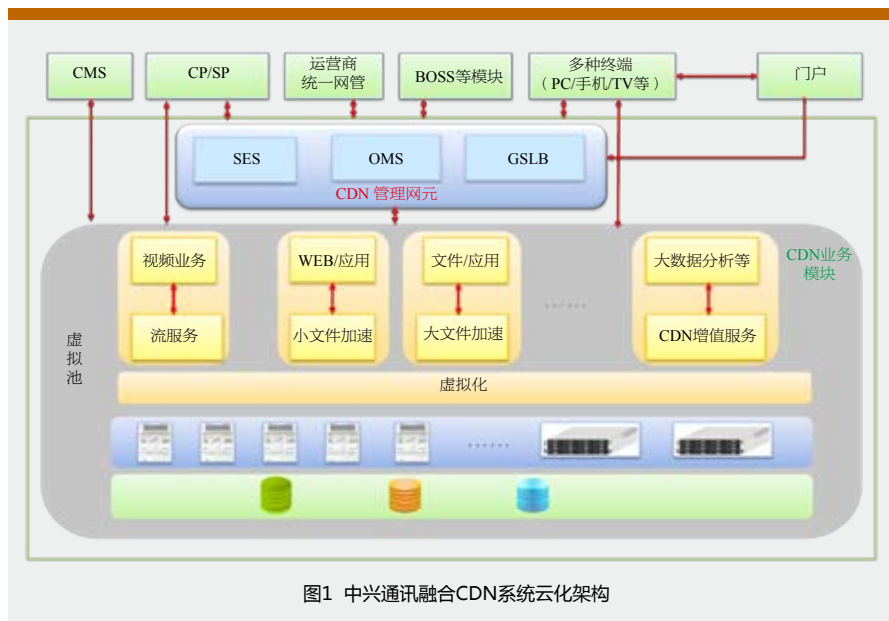 CMS
CP/SP
运营商
统一网管
BOSS等模块
多种终端
（PC/手机/TV等）
门户
SES
OMS
GSLB
CDN 管理网元
视频业务
WEB/应用
文件/应用
大数据分析等
CDN业务
模块
······
流服务
小文件加速
大文件加速
CDN增值服务
虚
拟
池
虚拟化
······
图1 中兴通讯融合CDN系统云化架构